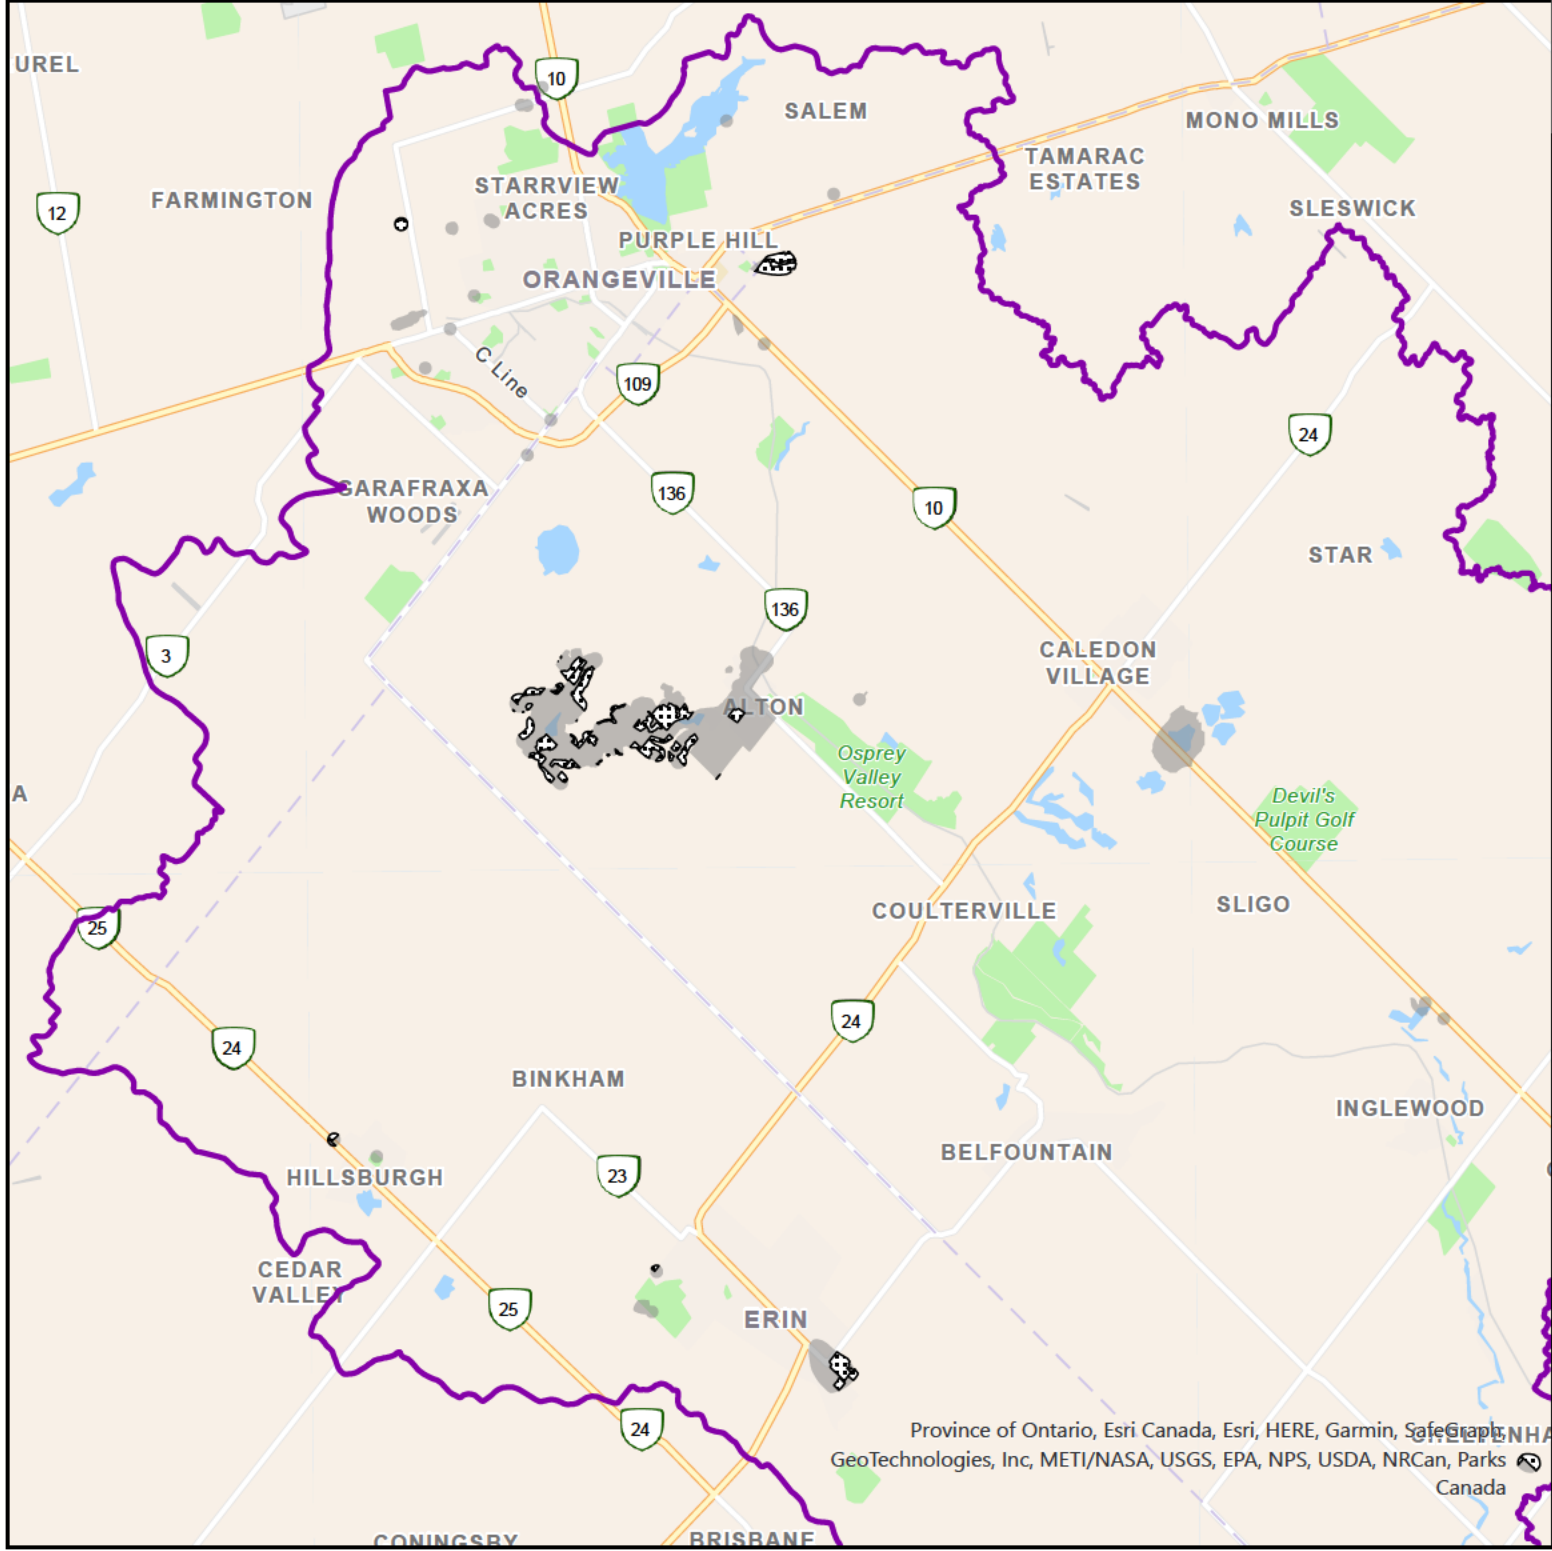 UREL
10
SALEM
MONO MILLS
TAMARAC
ESTATES
FARMINGTON
STARRVIEW
ACRES
12
SLESWICK
PURPLE HILL
ORANGEVILLE
C Line
109
24
GARAFRAXA
WOODS
136
10
STAR
136
3
CALEDON
VILLAGE
ALTON
Osprey
Valley
Resort
A
Devil's
Pulpit Golf
Course
SLIGO
COULTERVILLE
25
24
24
BINKHAM
INGLEWOOD
BELFOUNTAIN
23
HILLSBURGH
CEDAR
VALLEY
25
ERIN
24
Province of Ontario, Esri Canada, Esri, HERE, Garmin, SafeGraph,
GeoTechnologies, Inc, METI/NASA, USGS, EPA, NPS, USDA, NRCan, Parks
Canada
CONINGSBY
BRISBANE